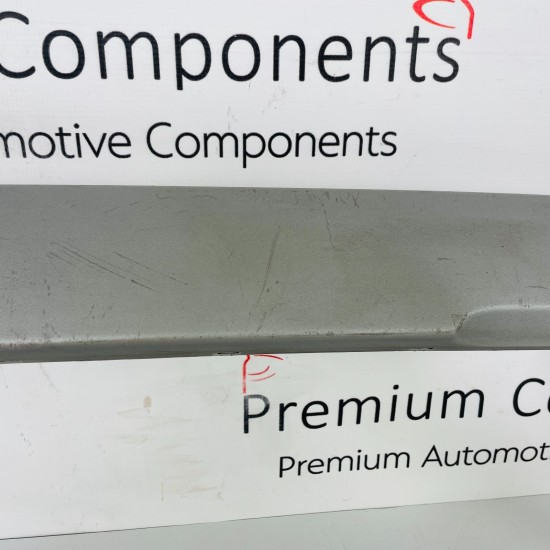 Components
motive Components
Premium C
Premium Automot